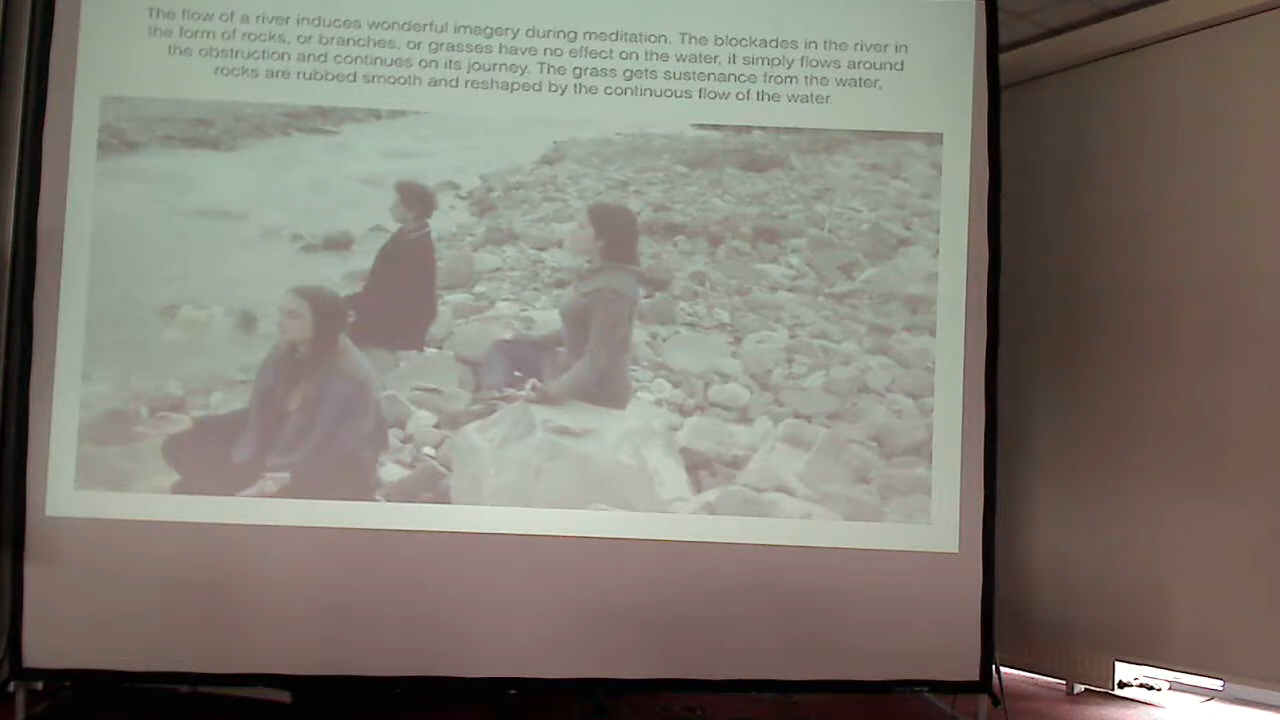 The flow of a river induces wonderful imagery during meditation. The blockades in the river in
the form of rocks, or branches, or grasses have no effect on the water, it simply flows around
the obstruction and continues on its journey. The grass gets sustenance from the water,
rocks are rubbed smooth and reshaped by the continuous flow of the water.